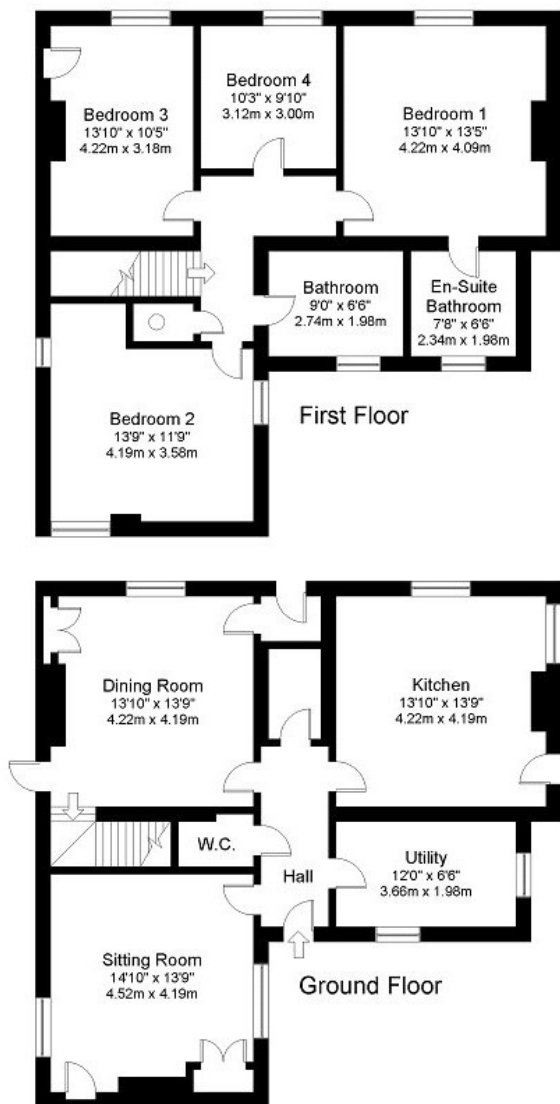 Bedroom 3
13'10" x 10'5"
4.22m x 3.18m
Bedroom 4
10'3" x 9'10"
3.12m x 3.00m
Bedroom 1
13'10" x 13'5"
4.22m x 4.09m
Bathroom
9'0" x 6'6"
2.74m x 1.98m
En-Suite
Bathroom
7'8" x 6'6"
2.34m x 1.98m
Bedroom 2
13'9" x 11'9"
4.19m x 3.58m
First Floor
Dining Room
13'10" x 13'9"
4.22m x 4.19m
Kitchen
13'10" x 13'9"
4.22m x 4.19m
W.C.
Hall
Utility
12'0" x 6'6"
3.66m x 1.98m
Sitting Room
14'10" x 13'9"
4.52m x 4.19m
Ground Floor